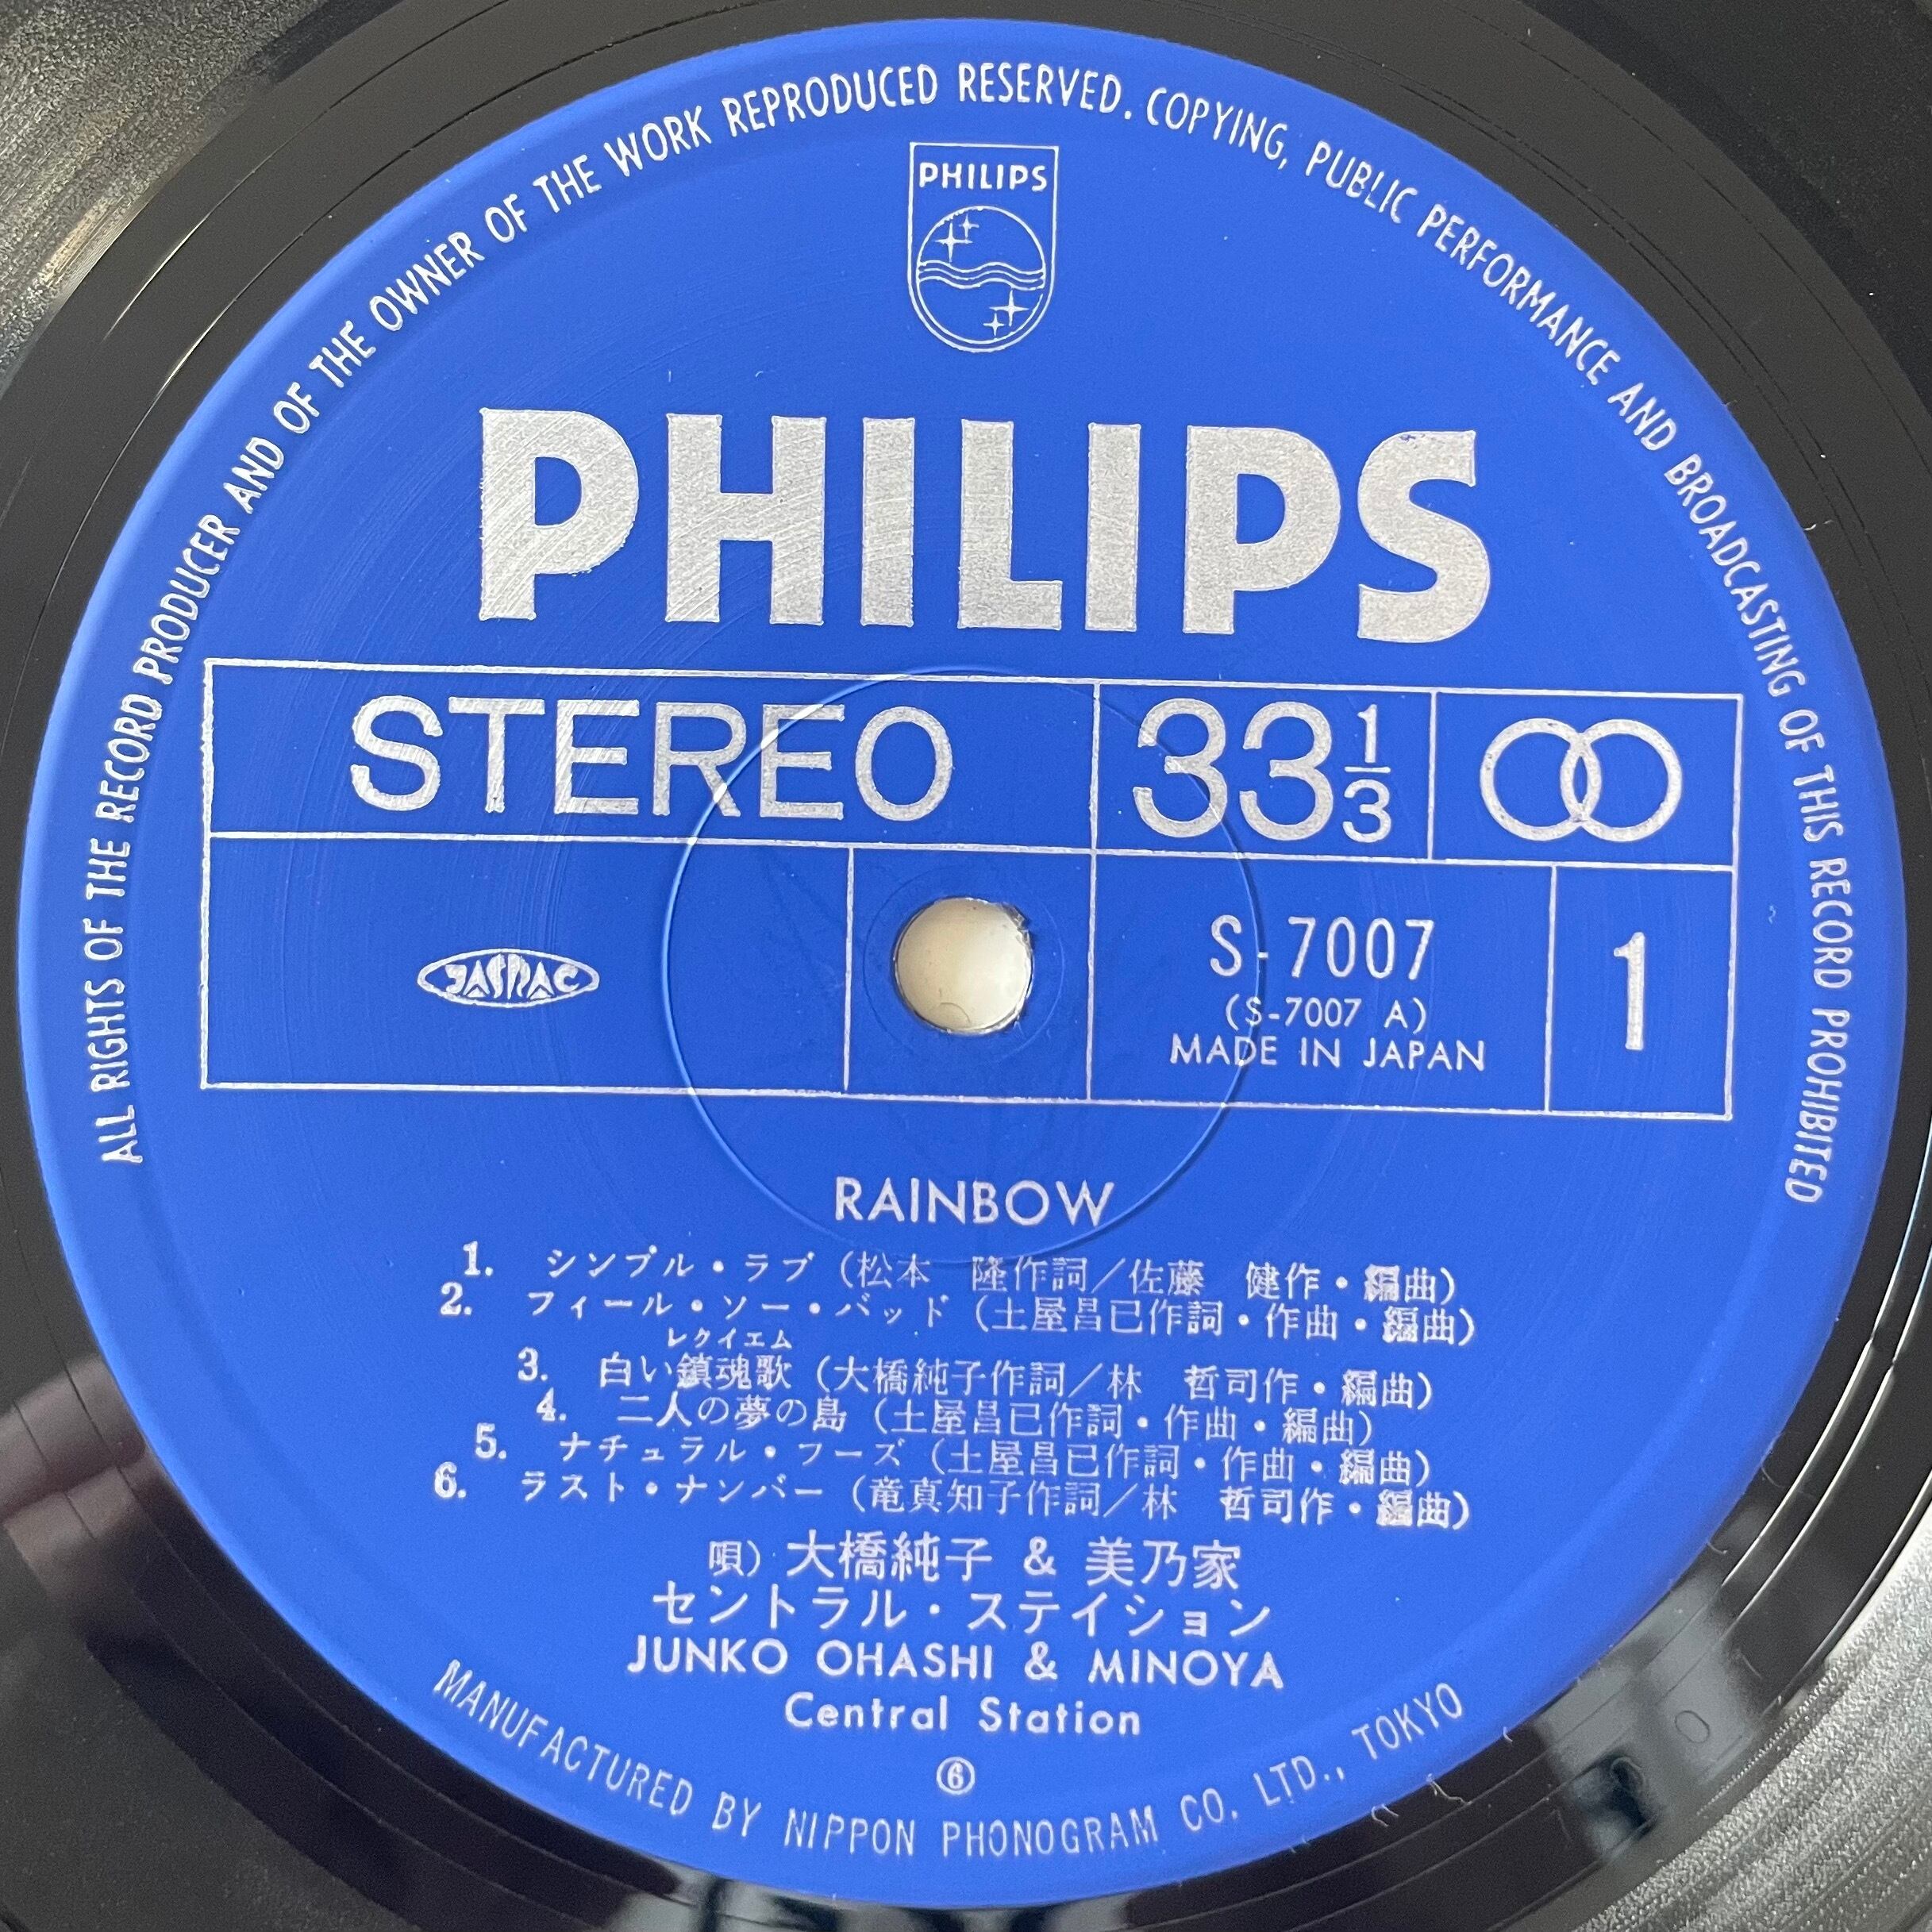 ALL RIGHTS OF THE RECORD PRODUCER AND OF THE OWNER OF THE WORK REPRODUCED RESERVED. COPYING, PUBLIC PERFORMANCE AND BROADCASTING OF THIS RECORD PROHIBITED
PHILIPS
PHILIPS
STEREO 33 1/3
JASRAC
S-7007 1
(S-7007 A)
MADE IN JAPAN
RAINBOW
1. シンプル・ラブ (松本 隆作詞/佐藤 健作・編曲)
2. フィール・ソー・バッド (土屋昌巳作詞・作曲・編曲)
レクイエム
3. 白い鎮魂歌 (大橋純子作詞/林 哲司作・編曲)
4. 二人の夢の島 (土屋昌巳作詞・作曲・編曲)
5. ナチュラル・フーズ (土屋昌巳作詞・作曲・編曲)
6. ラスト・ナンバー (竜真知子作詞/林 哲司作・編曲)
唄) 大橋純子 & 美乃家
セントラル・ステイション
JUNKO OHASHI & MINOYA
Central Station
⑥
MANUFACTURED BY NIPPON PHONOGRAM CO. LTD., TOKYO